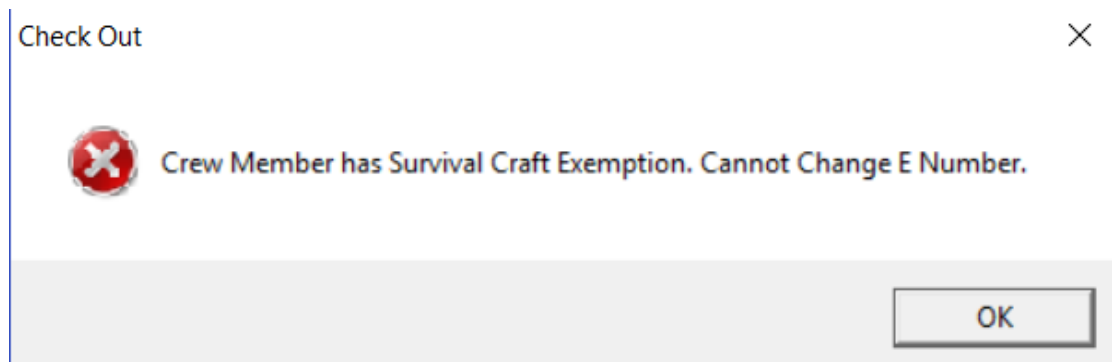 Check Out
Crew Member has Survival Craft Exemption. Cannot Change E Number.
OK